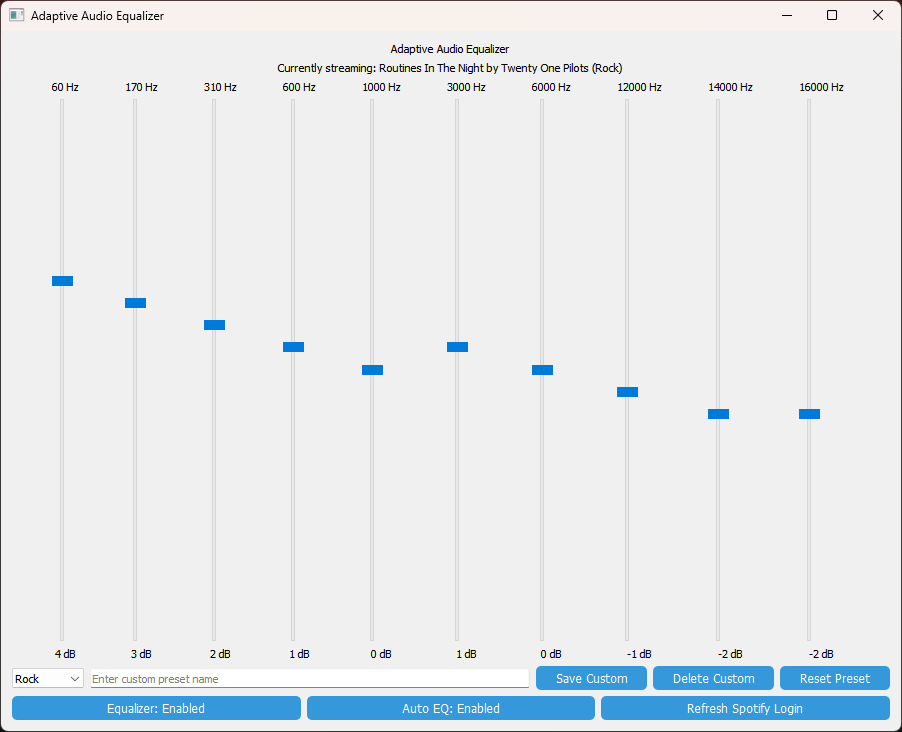 Adaptive Audio Equalizer
Adaptive Audio Equalizer
Currently streaming: Routines In The Night by Twenty One Pilots (Rock)
60 Hz 170 Hz 310 Hz 600 Hz 1000 Hz 3000 Hz 6000 Hz 12000 Hz 14000 Hz 16000 Hz
4 dB 3 dB 2 dB 1 dB 0 dB 1 dB 0 dB -1 dB -2 dB -2 dB
Rock Enter custom preset name Save Custom Delete Custom Reset Preset
Equalizer: Enabled Auto EQ: Enabled Refresh Spotify Login